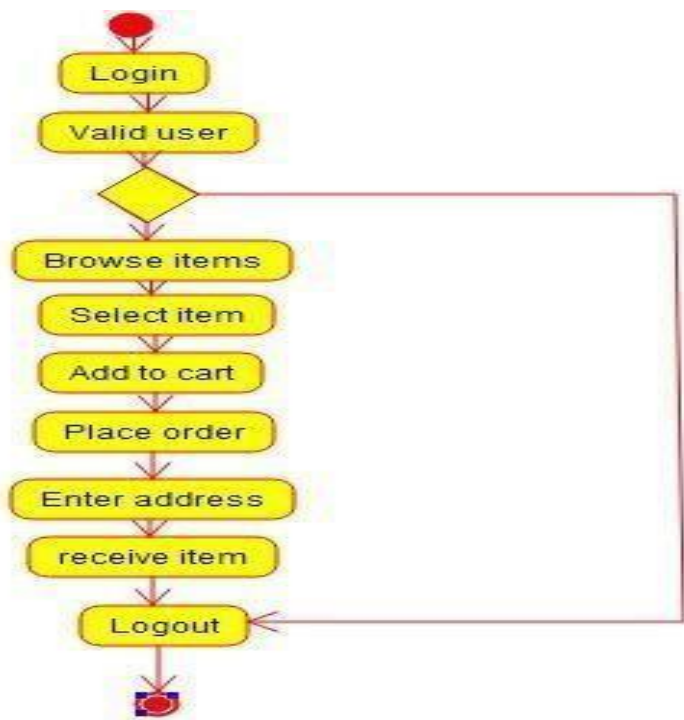 Login
Valid user
Browse items
Select item
Add to cart
Place order
Enter address
receive item
Logout